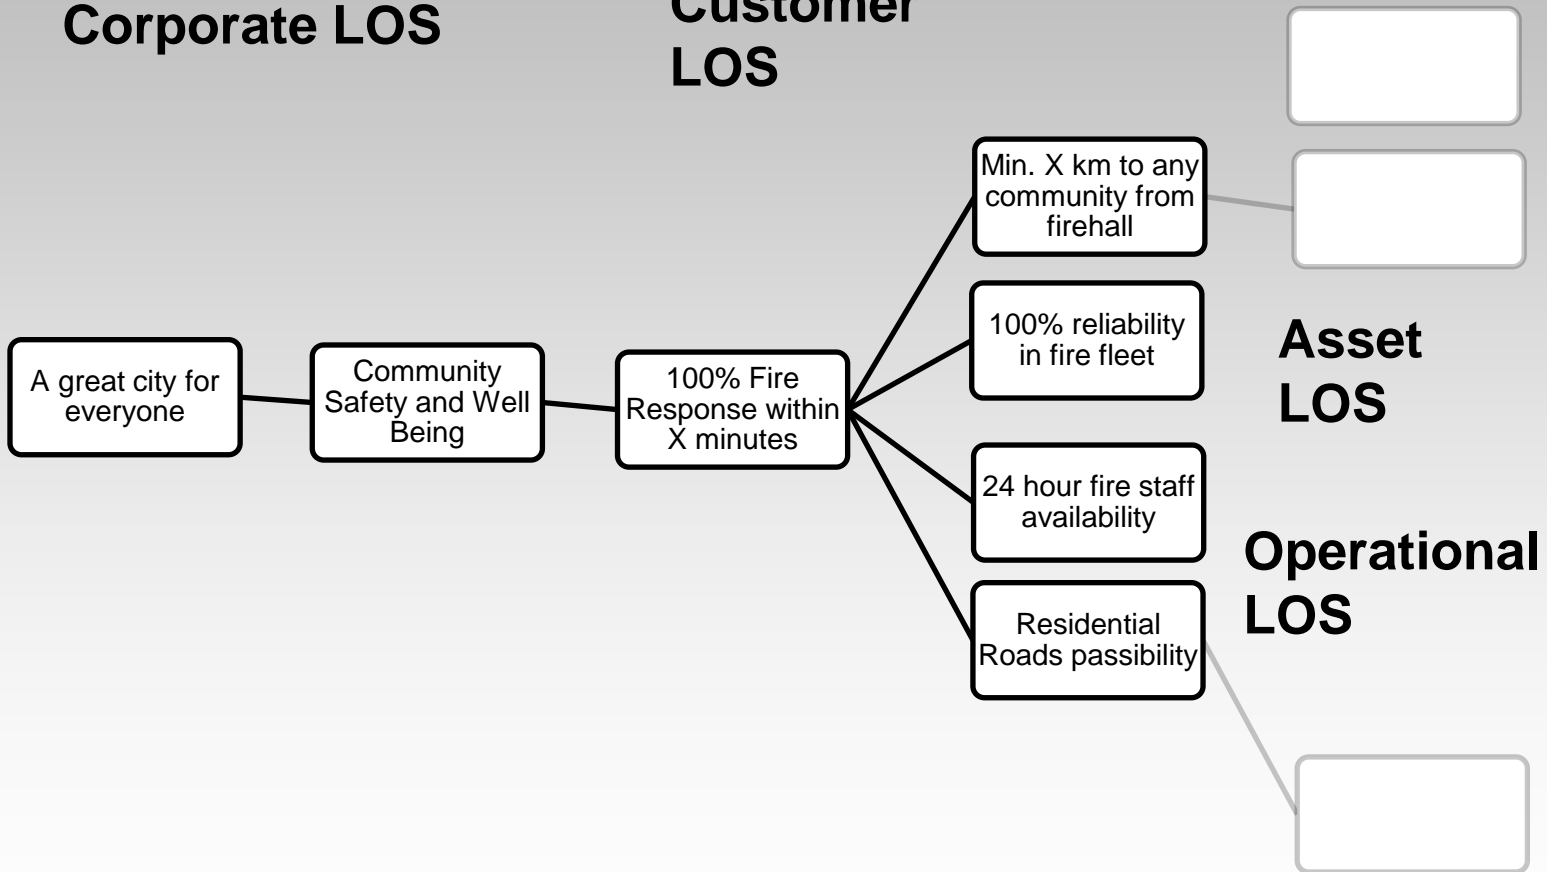 Corporate LOS
Customer
LOS
Min. X km to any
community from
firehall
100% reliability
in fire fleet
Asset
LOS
A great city for
everyone
Community
Safety and Well
Being
100% Fire
Response within
X minutes
24 hour fire staff
availability
Operational
LOS
Residential
Roads passibility